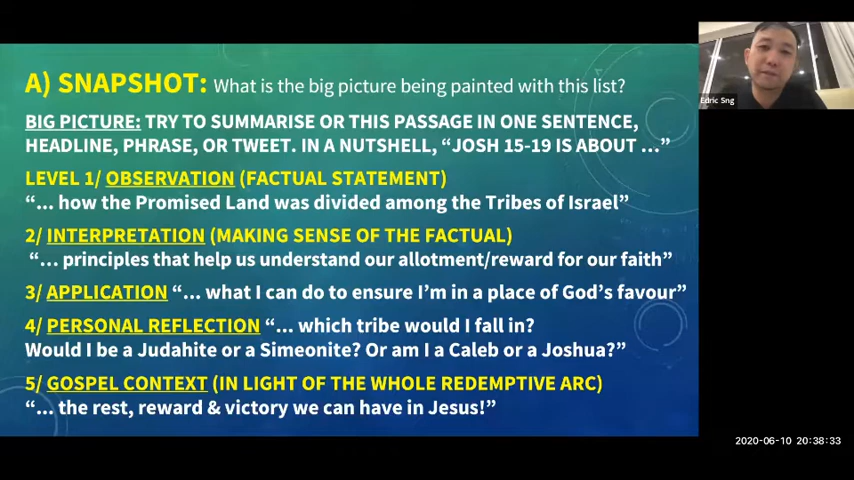 A) SNAPSHOT: What is the big picture being painted with this list?
BIG PICTURE: TRY TO SUMMARISE OR THIS PASSAGE IN ONE SENTENCE,
HEADLINE, PHRASE, OR TWEET. IN A NUTSHELL, “JOSH 15-19 IS ABOUT …”
LEVEL 1/ OBSERVATION (FACTUAL STATEMENT)
“… how the Promised Land was divided among the Tribes of Israel”
2/ INTERPRETATION (MAKING SENSE OF THE FACTUAL)
“… principles that help us understand our allotment/reward for our faith”
3/ APPLICATION “… what I can do to ensure I’m in a place of God’s favour”
4/ PERSONAL REFLECTION “… which tribe would I fall in?
Would I be a Judahite or a Simeonite? Or am I a Caleb or a Joshua?”
5/ GOSPEL CONTEXT (IN LIGHT OF THE WHOLE REDEMPTIVE ARC)
“… the rest, reward & victory we can have in Jesus!”
Edric Sng
2020-06-10 20:38:33